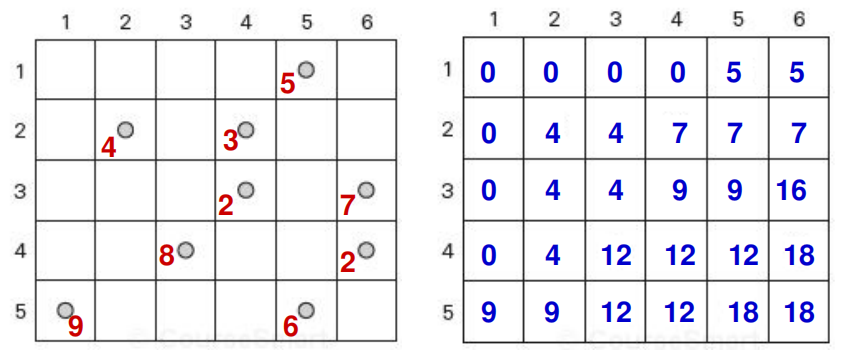 1 2 3 4 5 6
1 5
2 4 3
3 2 7
4 8 2
5 9 6
1 2 3 4 5 6
1 0 0 0 0 5 5
2 0 4 4 7 7 7
3 0 4 4 9 9 16
4 0 4 12 12 12 18
5 9 9 12 12 18 18
© CourseSmart
© CourseSmart